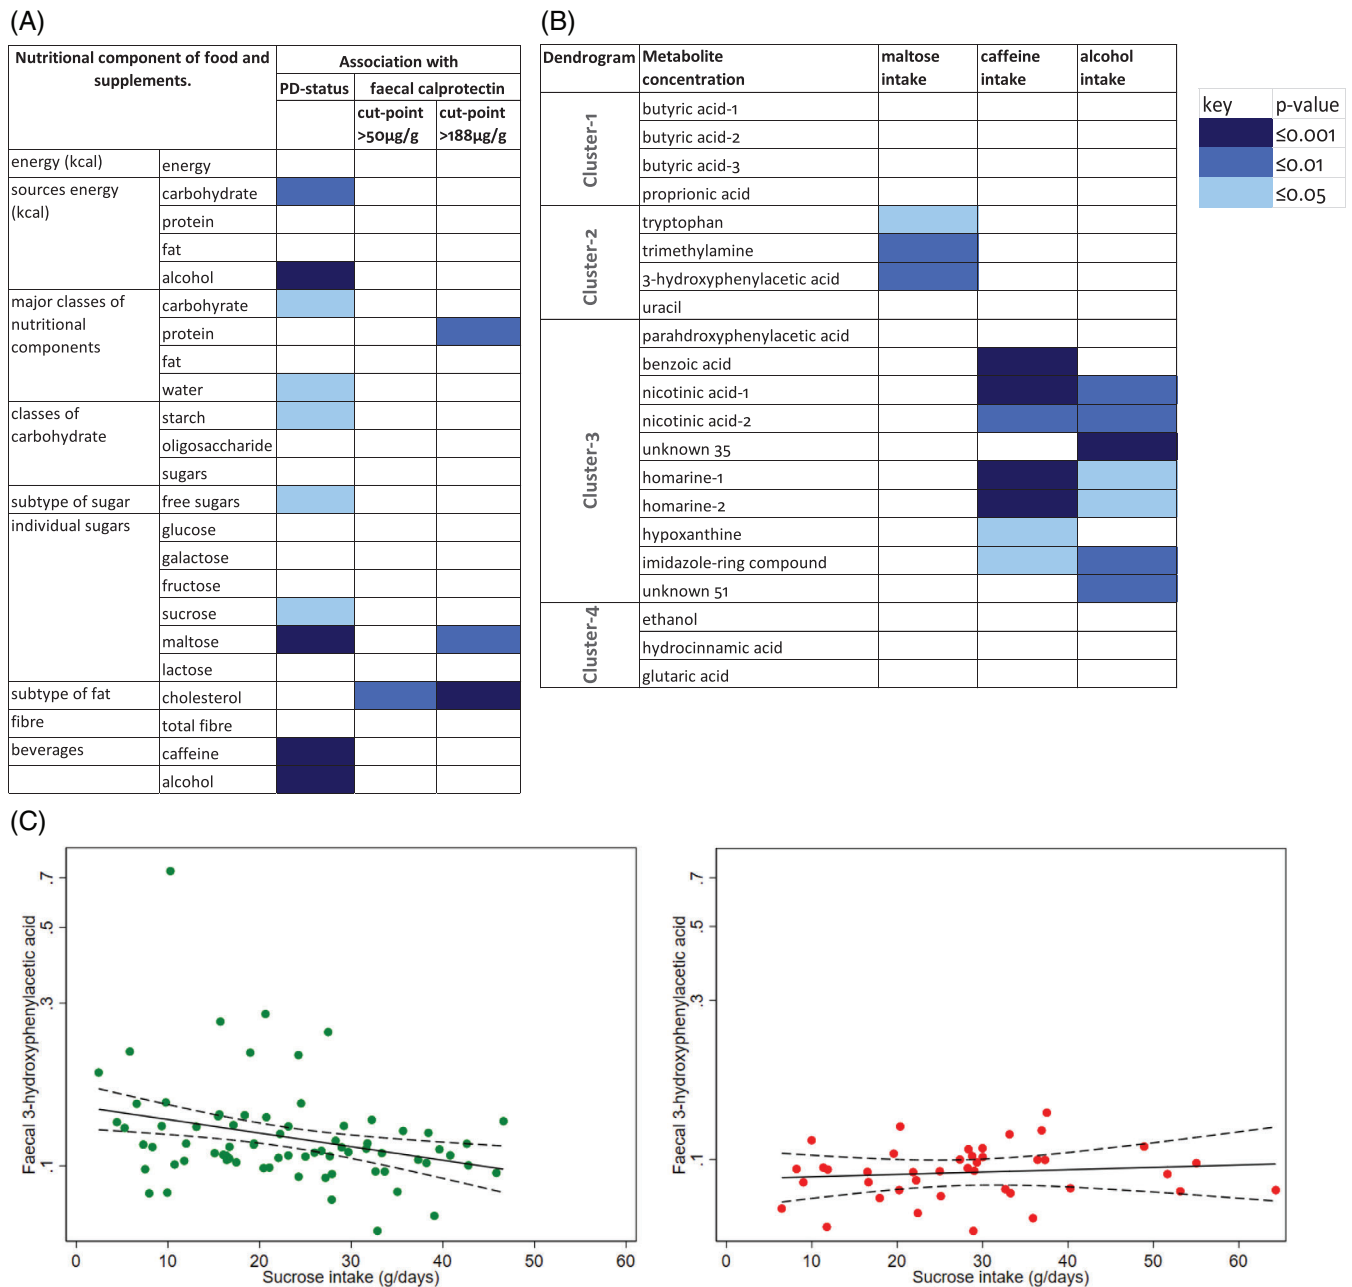 (A)
Nutritional component of food and supplements.
Association with
PD-status
faecal calprotectin
cut-point >50µg/g
cut-point >188µg/g
energy (kcal)
energy
sources energy (kcal)
carbohydrate
protein
fat
alcohol
major classes of nutritional components
carbohyrate
protein
fat
water
classes of carbohydrate
starch
oligosaccharide
sugars
subtype of sugar
free sugars
individual sugars
glucose
galactose
fructose
sucrose
maltose
lactose
subtype of fat
cholesterol
fibre
total fibre
beverages
caffeine
alcohol
(B)
Dendrogram
Metabolite concentration
maltose intake
caffeine intake
alcohol intake
Cluster-1
butyric acid-1
butyric acid-2
butyric acid-3
proprionic acid
Cluster-2
tryptophan
trimethylamine
3-hydroxyphenylacetic acid
uracil
Cluster-3
parahdroxyphenylacetic acid
benzoic acid
nicotinic acid-1
nicotinic acid-2
unknown 35
homarine-1
homarine-2
hypoxanthine
imidazole-ring compound
unknown 51
Cluster-4
ethanol
hydrocinnamic acid
glutaric acid
key p-value
≤0.001
≤0.01
≤0.05
(C)
Faecal 3-hydroxyphenylacetic acid
.7
.5
.3
.1
0 10 20 30 40 50 60
Sucrose intake (g/days)
Faecal 3-hydroxyphenylacetic acid
.7
.5
.3
.1
0 10 20 30 40 50 60
Sucrose intake (g/days)